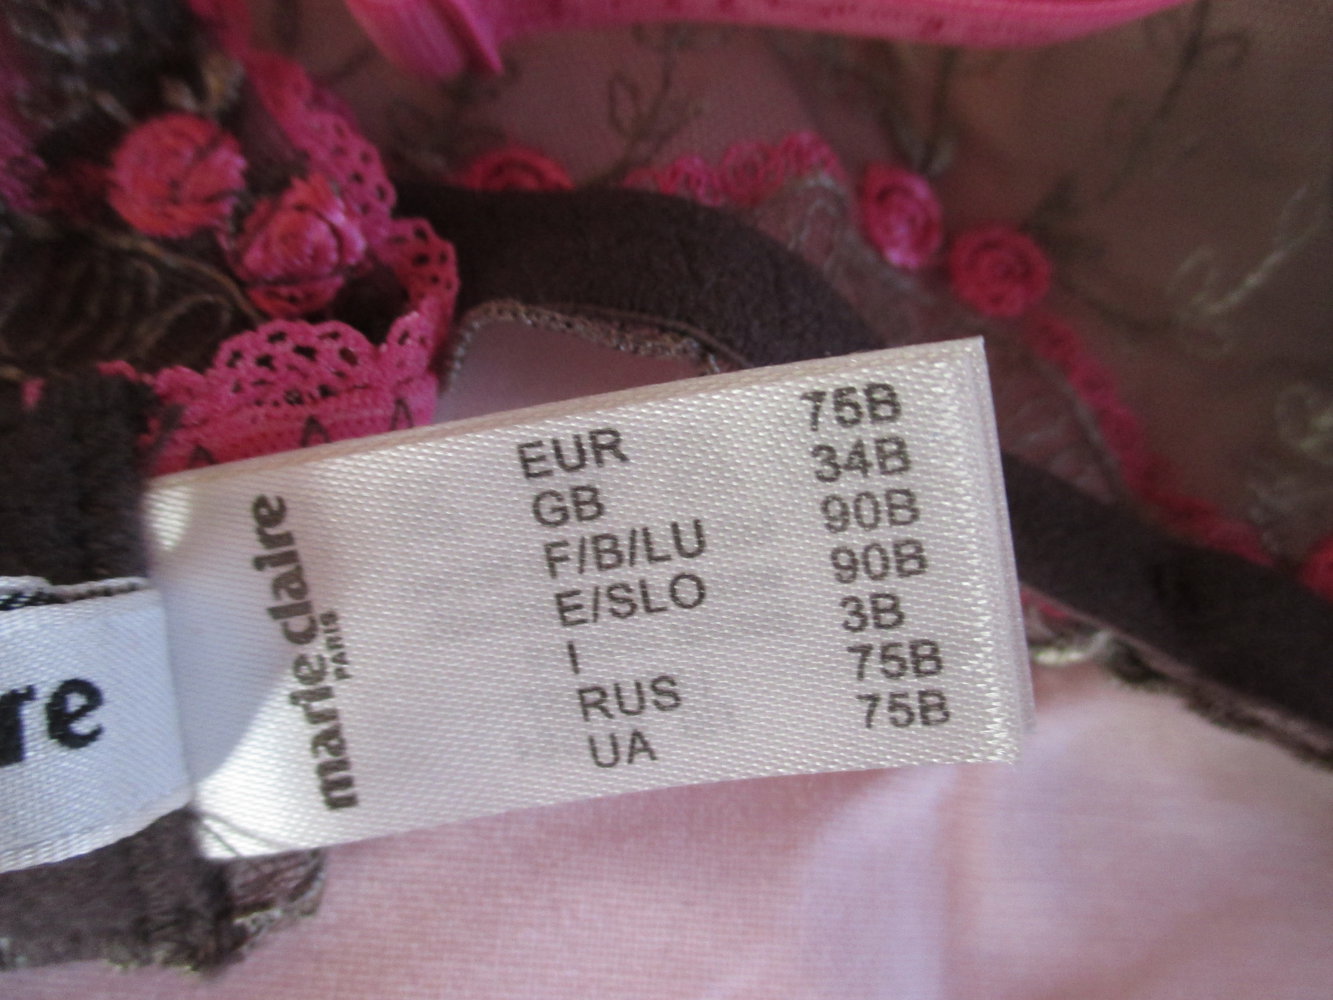 EUR 75B
GB 34B
F/B/LU 90B
E/SLO 90B
I 3B
RUS 75B
UA 75B
marie claire
PARIS
re